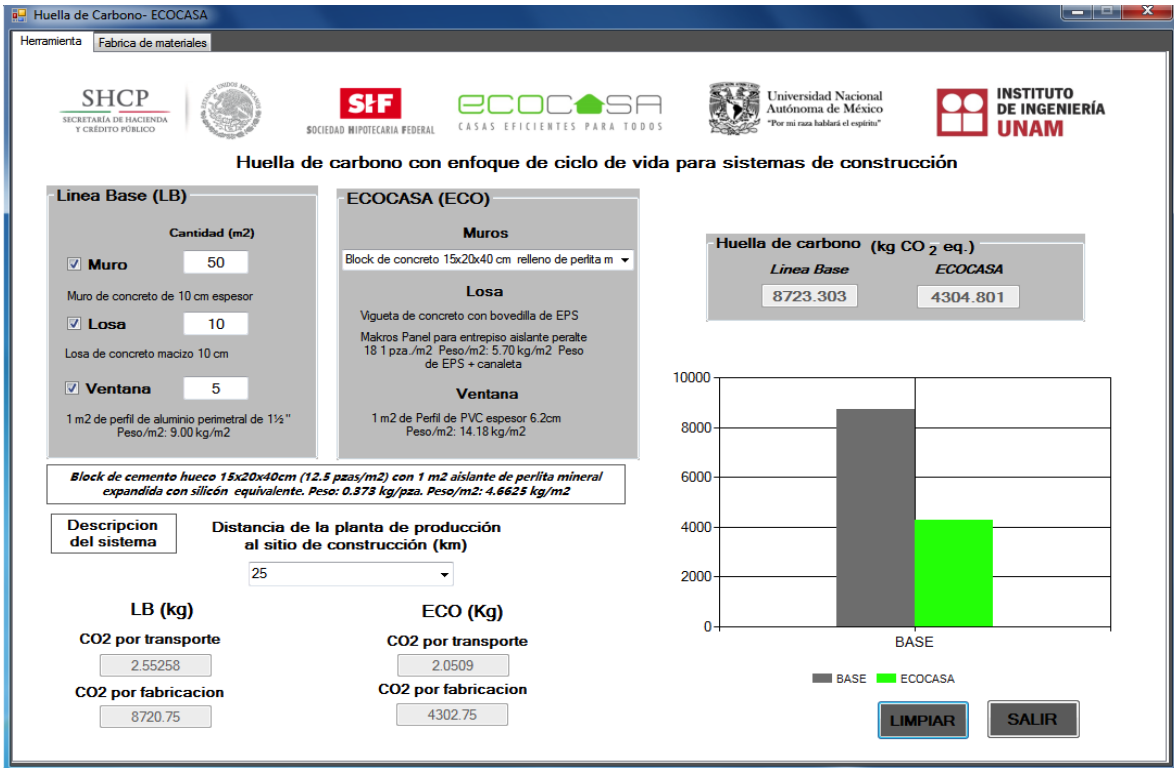 Huella de Carbono- ECOCASA
Herramienta
Fabrica de materiales
SHCP
SECRETARÍA DE HACIENDA
Y CRÉDITO PÚBLICO
ESTADOS UNIDOS MEXICANOS
SHF
SOCIEDAD HIPOTECARIA FEDERAL
ecocasa
CASAS EFICIENTES PARA TODOS
Universidad Nacional
Autónoma de México
"Por mi raza hablará el espíritu"
INSTITUTO
DE INGENIERÍA
UNAM
Huella de carbono con enfoque de ciclo de vida para sistemas de construcción
Linea Base (LB)
Cantidad (m2)
Muro 50
Muro de concreto de 10 cm espesor
Losa 10
Losa de concreto macizo 10 cm
Ventana 5
1 m2 de perfil de aluminio perimetral de 1½ "
Peso/m2: 9.00 kg/m2
ECOCASA (ECO)
Muros
Block de concreto 15x20x40 cm relleno de perlita m
Losa
Vigueta de concreto con bovedilla de EPS
Makros Panel para entrepiso aislante peralte
18 1 pza./m2 Peso/m2: 5.70 kg/m2 Peso
de EPS + canaleta
Ventana
1 m2 de Perfil de PVC espesor 6.2cm
Peso/m2: 14.18 kg/m2
Huella de carbono (kg CO 2 eq.)
Linea Base ECOCASA
8723.303 4304.801
Block de cemento hueco 15x20x40cm (12.5 pzas/m2) con 1 m2 aislante de perlita mineral
expandida con silicón equivalente. Peso: 0.373 kg/pza. Peso/m2: 4.6625 kg/m2
Descripcion
del sistema
Distancia de la planta de producción
al sitio de construcción (km)
25
LB (kg)
CO2 por transporte
2.55258
CO2 por fabricacion
8720.75
ECO (Kg)
CO2 por transporte
2.0509
CO2 por fabricacion
4302.75
10000
8000
6000
4000
2000
0
BASE
BASE ECOCASA
LIMPIAR
SALIR